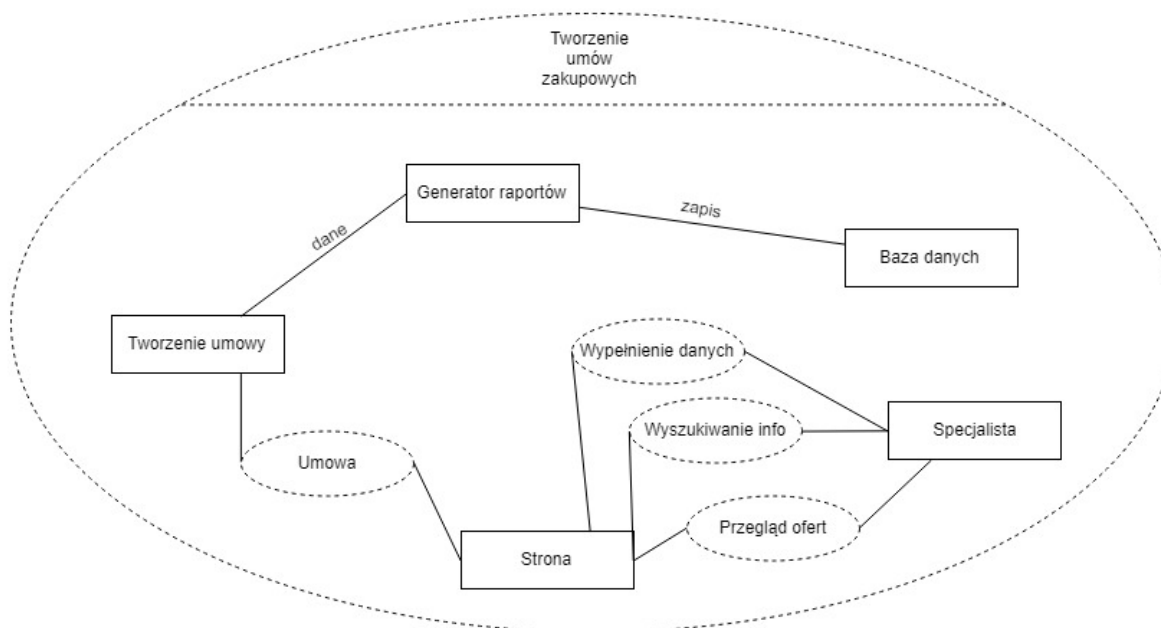 Tworzenie
umów
zakupowych
Generator raportów
dane
zapis
Baza danych
Tworzenie umowy
Wypełnienie danych
Wyszukiwanie info
Specjalista
Umowa
Przegląd ofert
Strona